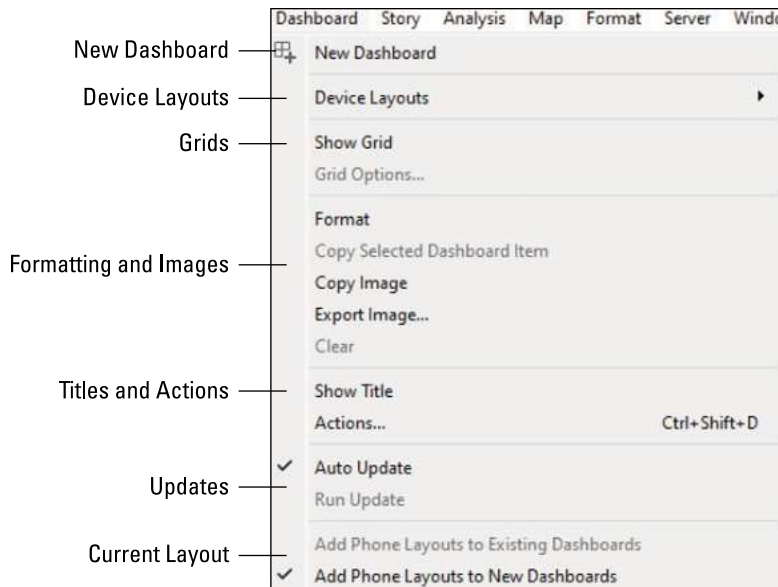 Dashboard Story Analysis Map Format Server Windo
New Dashboard New Dashboard
Device Layouts Device Layouts
Grids Show Grid
Grid Options...
Format
Copy Selected Dashboard Item
Formatting and Images
Copy Image
Export Image...
Clear
Titles and Actions Show Title
Actions... Ctrl+Shift+D
Auto Update
Updates
Run Update
Add Phone Layouts to Existing Dashboards
Current Layout
Add Phone Layouts to New Dashboards